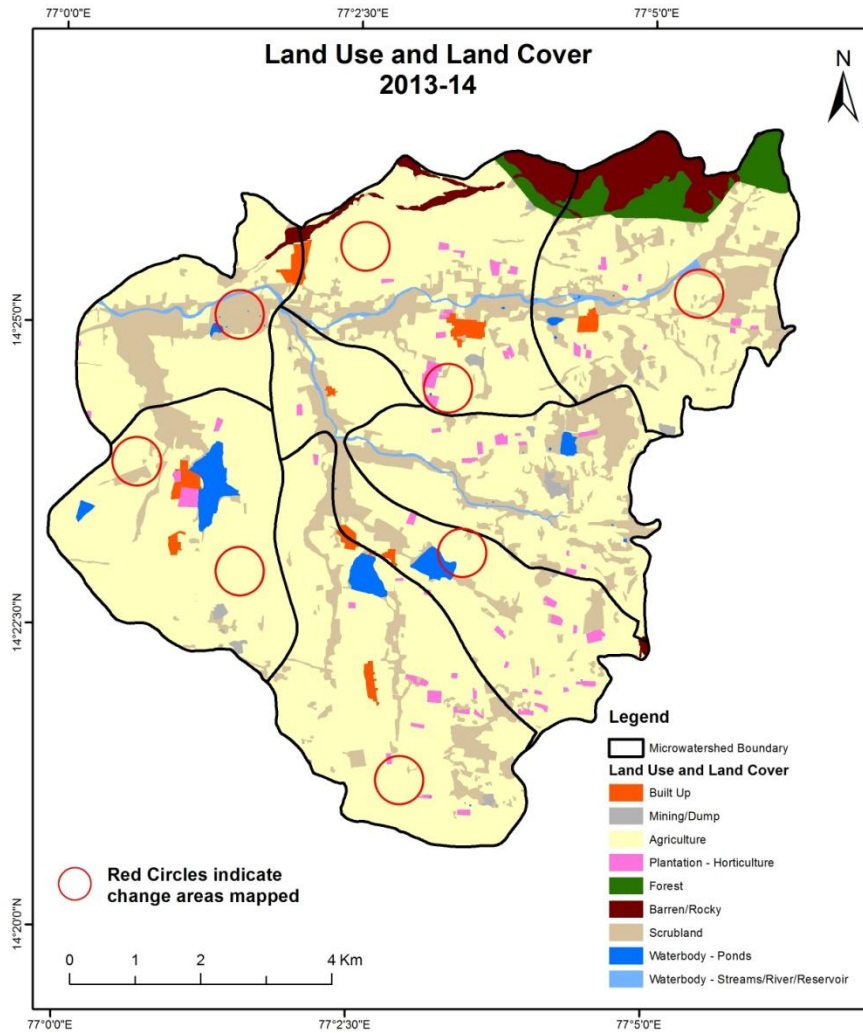 77°0'0"E
77°2'30"E
77°5'0"E
Land Use and Land Cover
2013-14
N
14°25'0"N
14°22'30"N
14°20'0"N
Legend
Microwatershed Boundary
Land Use and Land Cover
Built Up
Mining/Dump
Agriculture
Plantation - Horticulture
Forest
Barren/Rocky
Scrubland
Waterbody - Ponds
Waterbody - Streams/River/Reservoir
Red Circles indicate
change areas mapped
0 1 2 4 Km
77°0'0"E
77°2'30"E
77°5'0"E